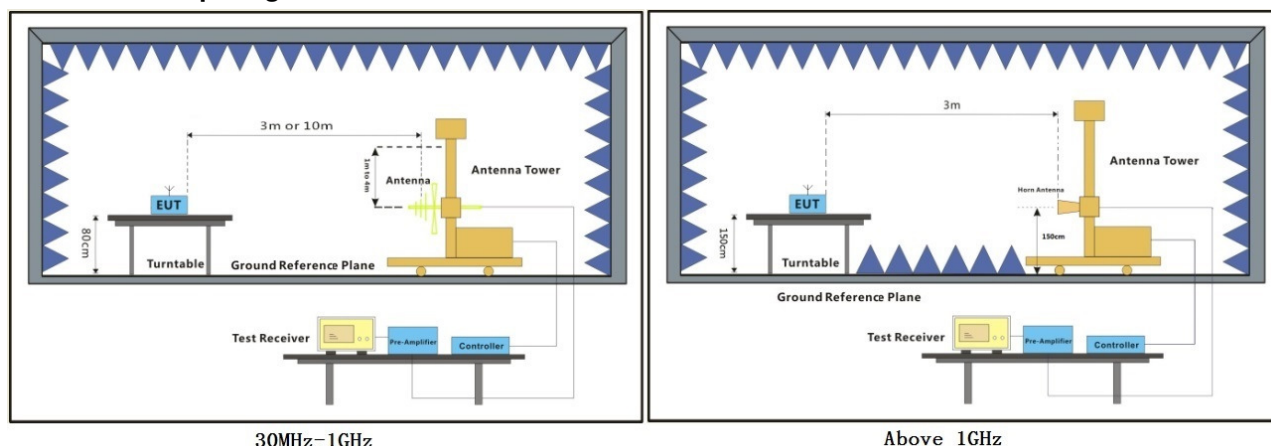 3m or 10m
1m to 4m
Antenna
Antenna Tower
EUT
80cm
Turntable
Ground Reference Plane
Test Receiver
Pre-Amplifier
Controller
30MHz-1GHz
3m
Antenna Tower
Horn Antenna
EUT
150cm
150cm
Turntable
Ground Reference Plane
Test Receiver
Pre-Amplifier
Controller
Above 1GHz